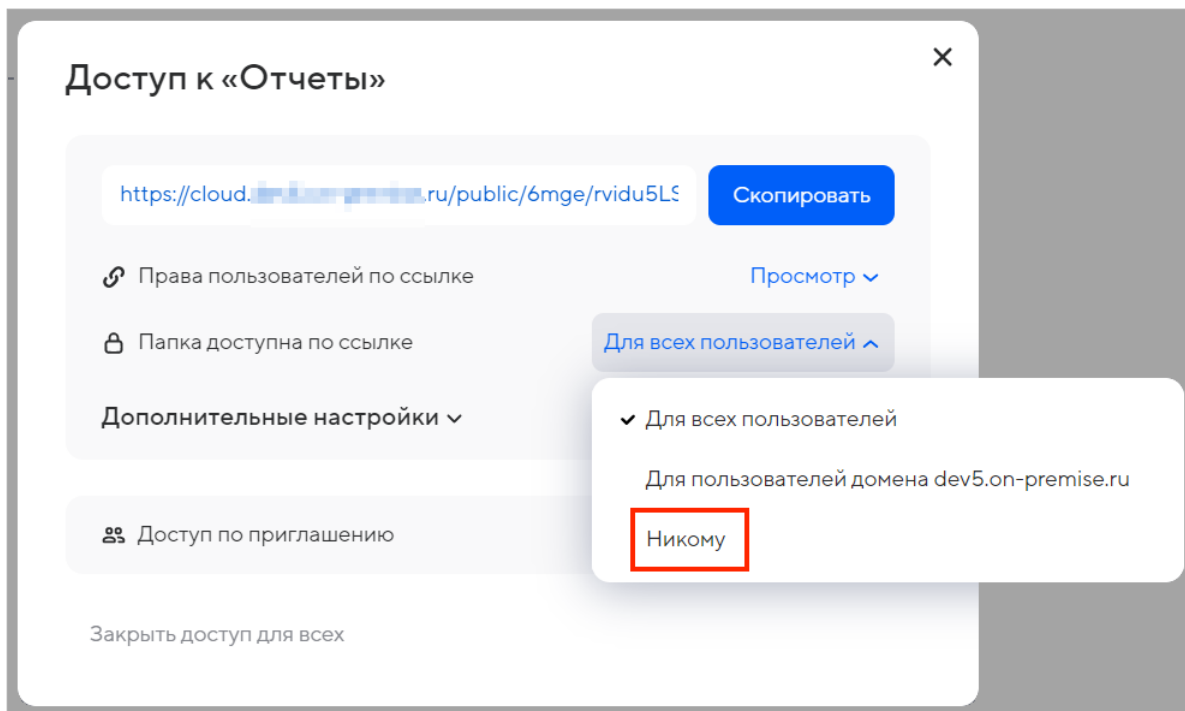 Доступ к «Отчеты»
https://cloud. .ru/public/6mge/rvidu5LS
Скопировать
Права пользователей по ссылке
Просмотр
Папка доступна по ссылке
Для всех пользователей
Дополнительные настройки
Для всех пользователей
Для пользователей домена dev5.on-premise.ru
Никому
Доступ по приглашению
Закрыть доступ для всех